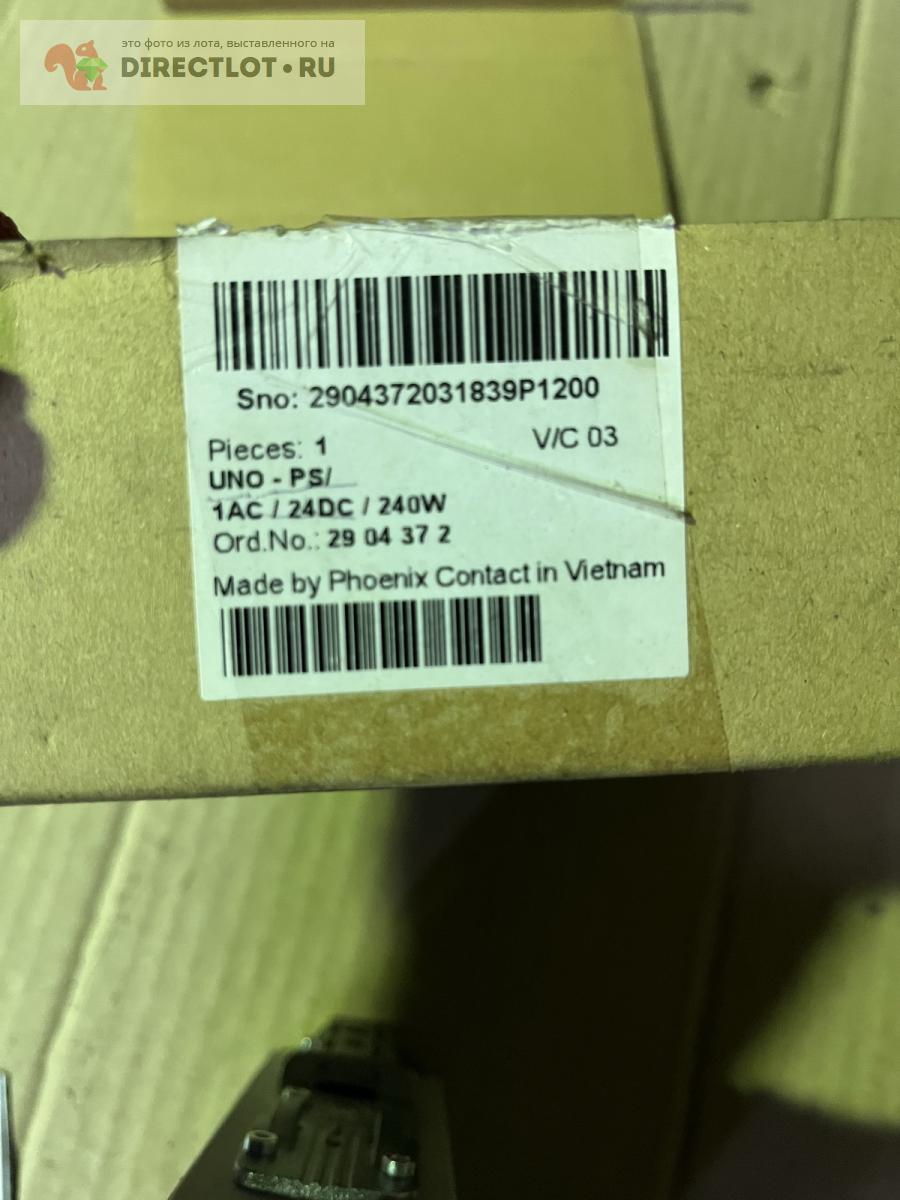 это фото из лота, выставленного на
DIRECTLOT•RU
Sno: 2904372031839P1200
Pieces: 1 V/C 03
UNO - PS/
1AC / 24DC / 240W
Ord.No.: 29 04 37 2
Made by Phoenix Contact in Vietnam